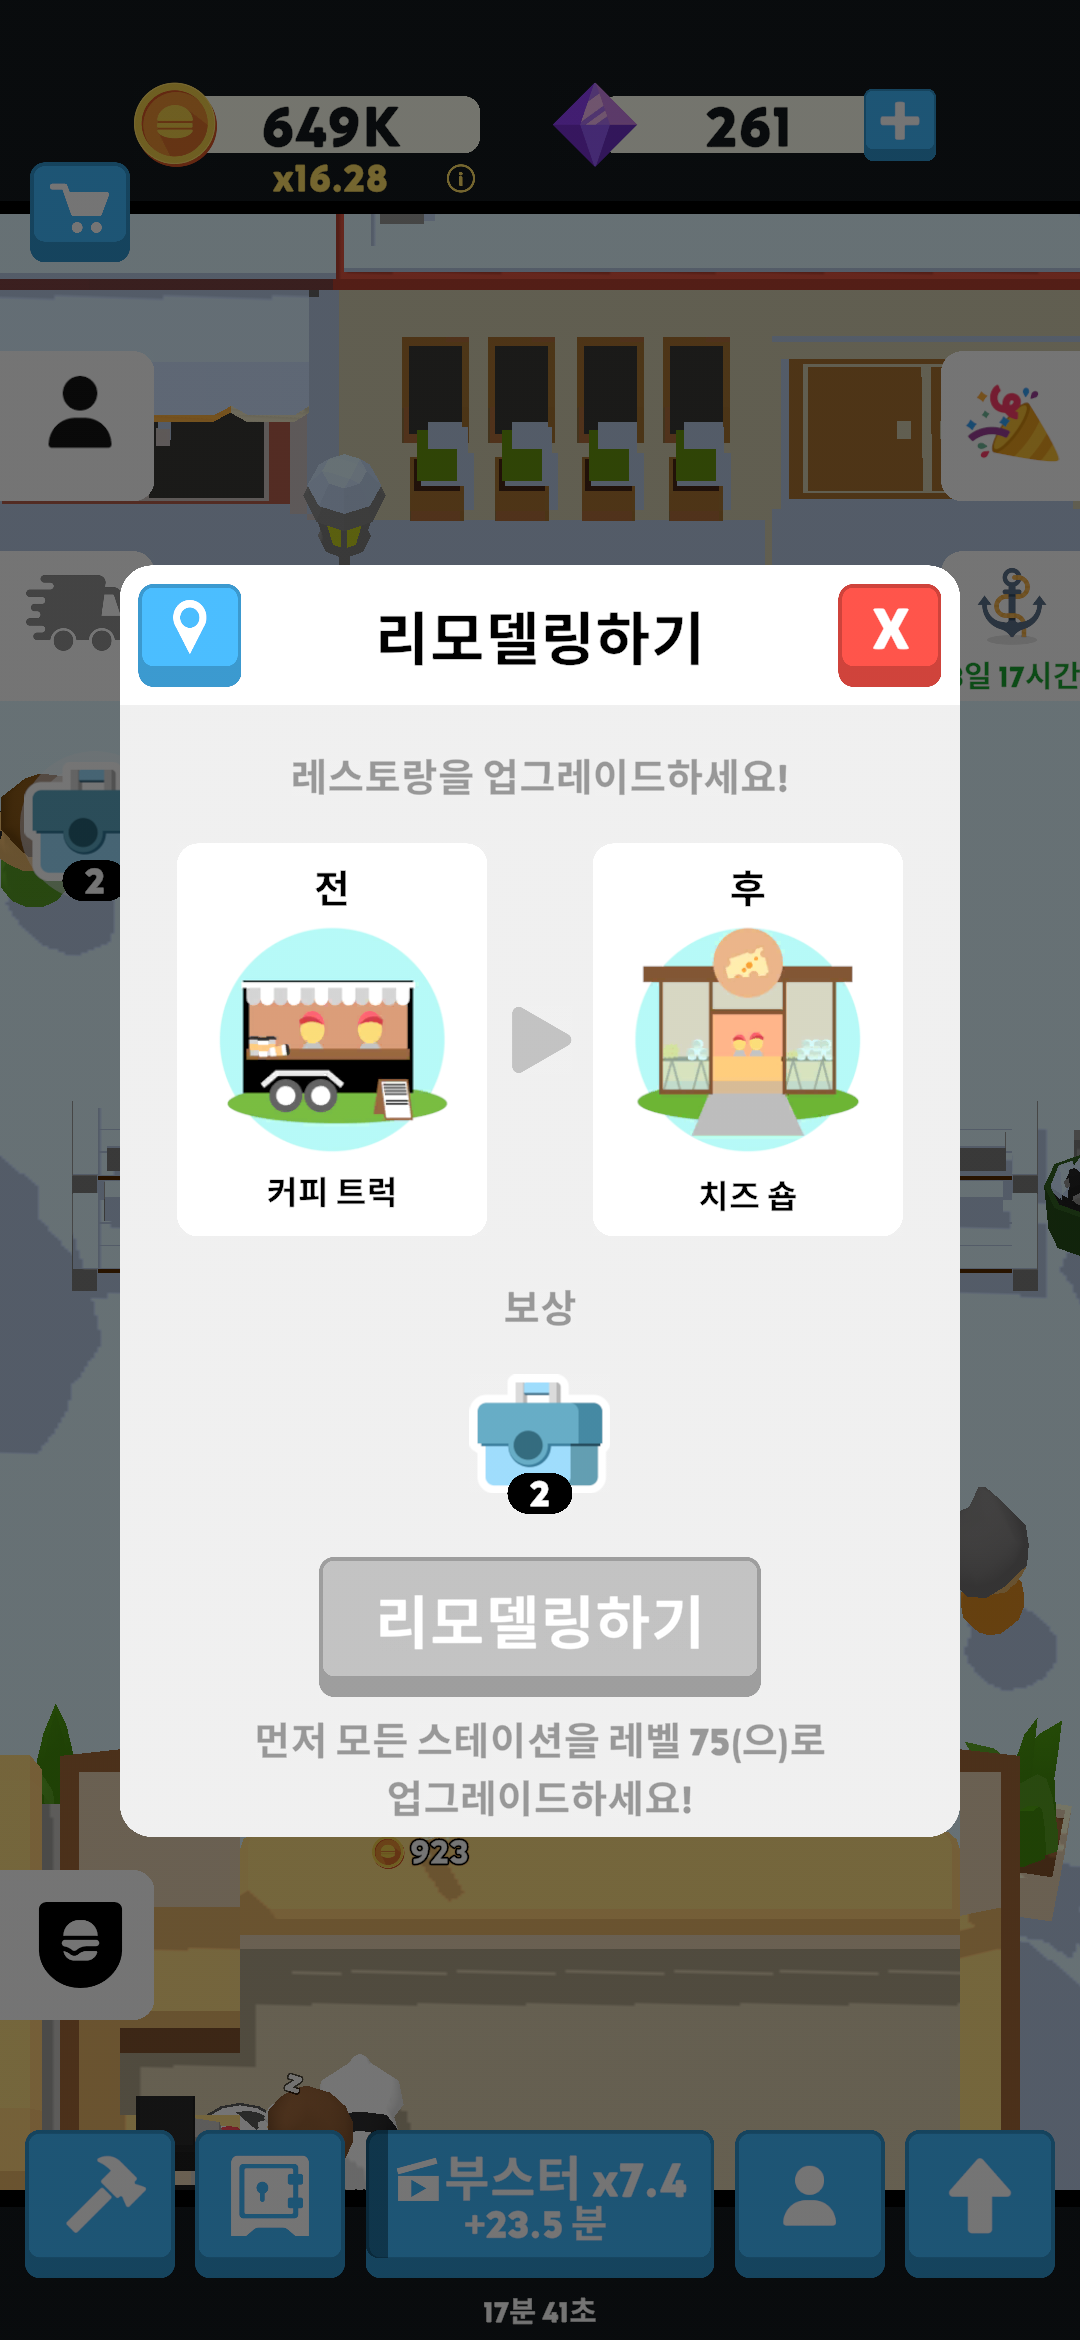 649K
261
x16.28
리모델링하기
X
일 17시간
레스토랑을 업그레이드하세요!
전
후
2
커피 트럭
치즈 숍
보상
2
리모델링하기
먼저 모든 스테이션을 레벨 75(으)로
업그레이드하세요!
923
z
부스터 x7.4
+23.5 분
17분 41초